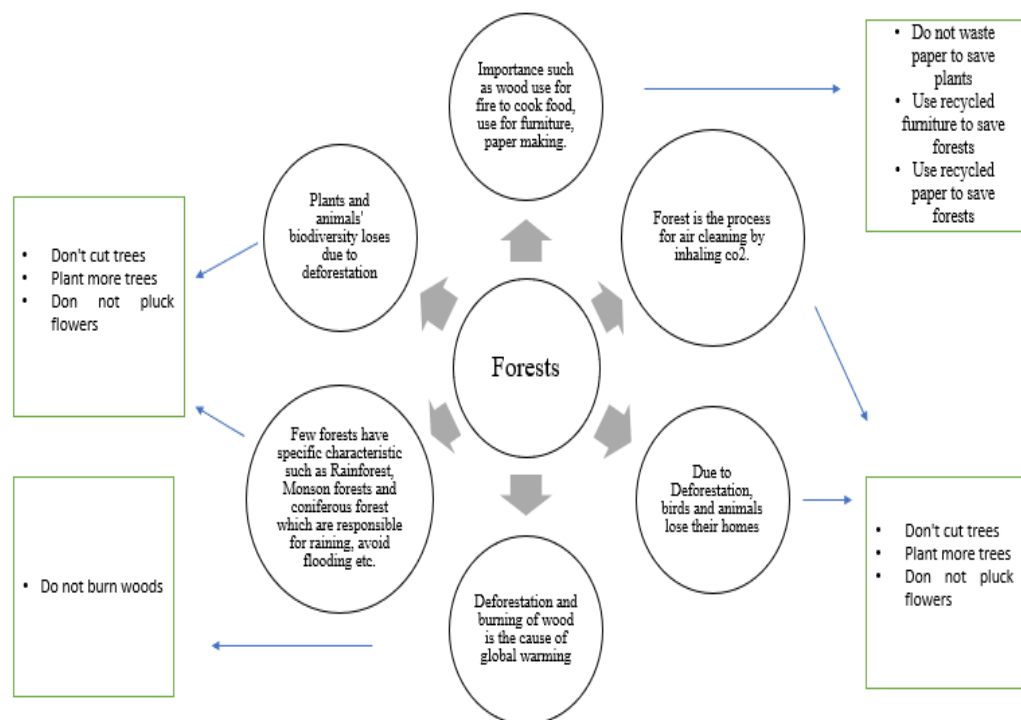 Importance such
as wood use for
fire to cook food,
use for furniture,
paper making.
• Do not waste
paper to save
plants
• Use recycled
furniture to save
forests
• Use recycled
paper to save
forests
Plants and
animals'
biodiversity loses
due to
deforestation
Forest is the process
for air cleaning by
inhaling co2.
• Don't cut trees
• Plant more trees
• Don not pluck
flowers
Forests
Few forests have
specific characteristic
such as Rainforest,
Monson forests and
coniferous forest
which are responsible
for raining, avoid
flooding etc.
Due to
Deforestation,
birds and animals
lose their homes
• Don't cut trees
• Plant more trees
• Don not pluck
flowers
• Do not burn woods
Deforestation and
burning of wood
is the cause of
global warming